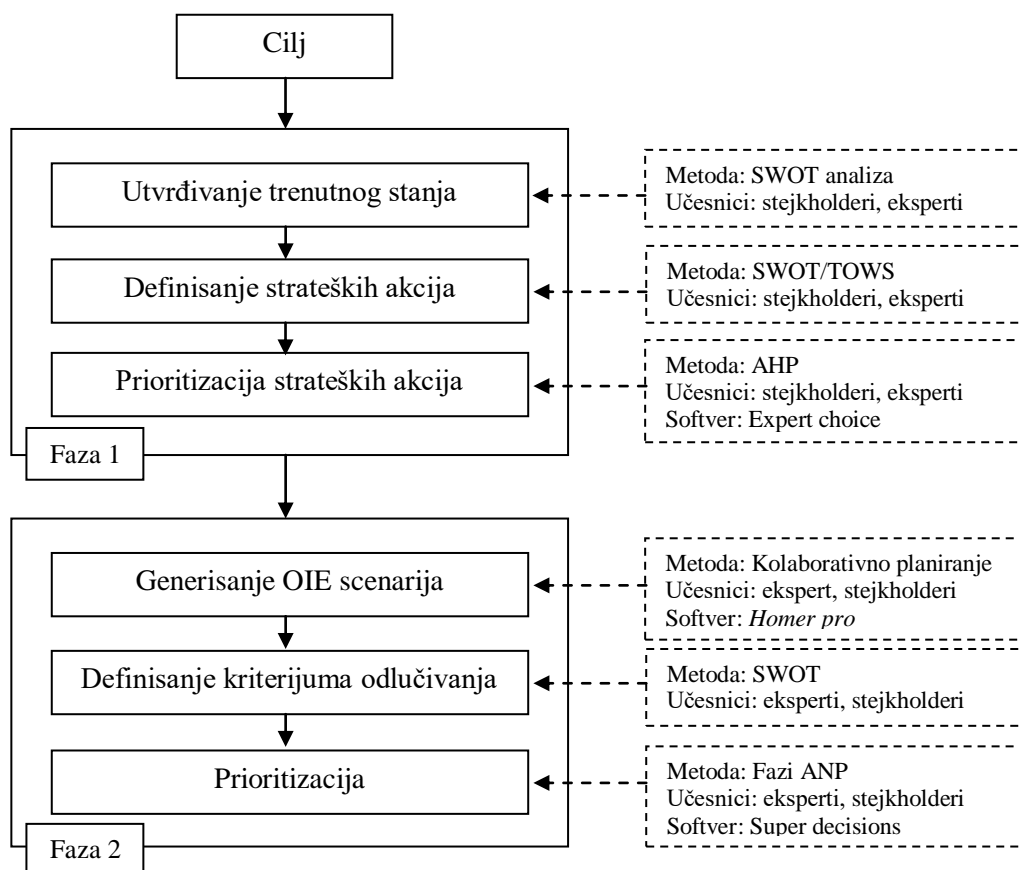 Cilj
Utvrđivanje trenutnog stanja
Metoda: SWOT analiza
Učesnici: stejkholderi, eksperti
Definisanje strateških akcija
Metoda: SWOT/TOWS
Učesnici: stejkholderi, eksperti
Prioritizacija strateških akcija
Metoda: AHP
Učesnici: stejkholderi, eksperti
Softver: Expert choice
Faza 1
Generisanje OIE scenarija
Metoda: Kolaborativno planiranje
Učesnici: ekspert, stejkholderi
Softver: Homer pro
Definisanje kriterijuma odlučivanja
Metoda: SWOT
Učesnici: eksperti, stejkholderi
Prioritizacija
Metoda: Fazi ANP
Učesnici: eksperti, stejkholderi
Softver: Super decisions
Faza 2